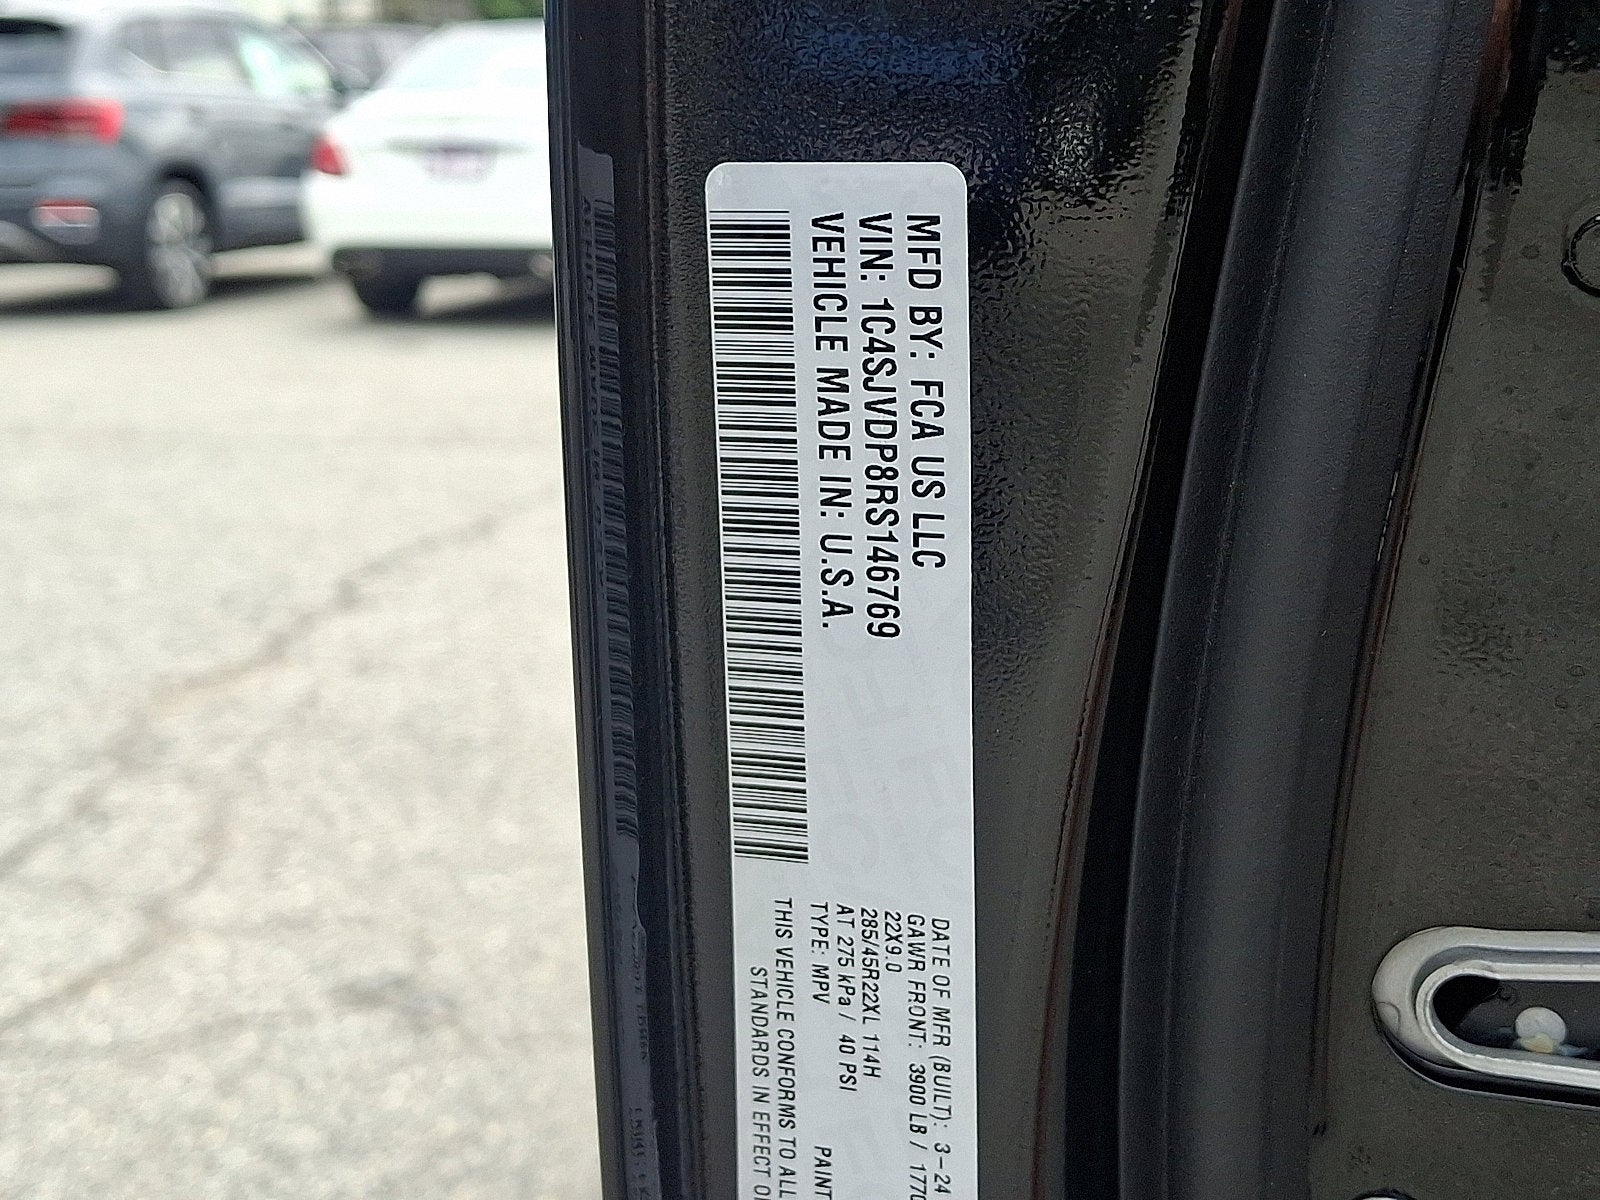 MFD BY: FCA US LLC
VIN: 1C4SJVDP8RS146769
VEHICLE MADE IN: U.S.A.
DATE OF MFR (BUILT): 3-24
GAWR FRONT: 3900 LB / 1770
22X9.0
285/45R22XL 114H
AT 275 kPa / 40 PSI
TYPE: MPV PAINT
THIS VEHICLE CONFORMS TO ALL
STANDARDS IN EFFECT O